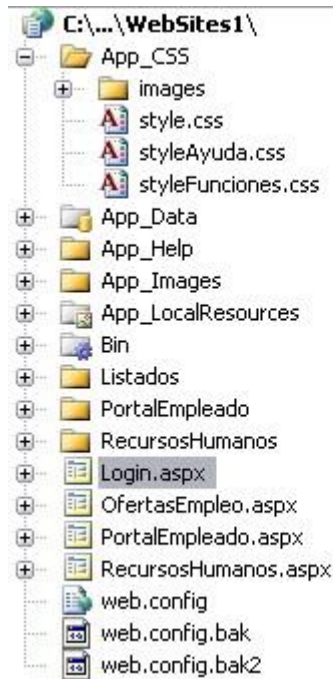 C:\...\WebSites1\
App_CSS
images
style.css
styleAyuda.css
styleFunciones.css
App_Data
App_Help
App_Images
App_LocalResources
Bin
Listados
PortalEmpleado
RecursosHumanos
Login.aspx
OfertasEmpleo.aspx
PortalEmpleado.aspx
RecursosHumanos.aspx
web.config
web.config.bak
web.config.bak2